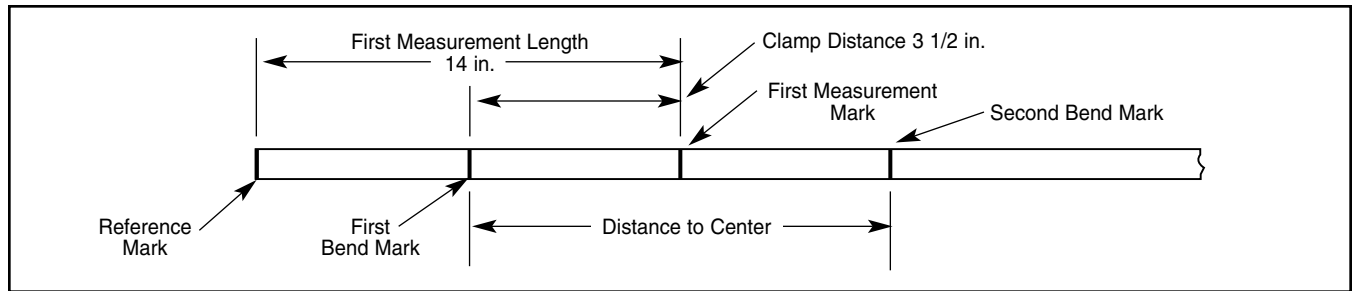 First Measurement Length
14 in.
Clamp Distance 3 1/2 in.
First Measurement
Mark
Second Bend Mark
Reference
Mark
First
Bend Mark
Distance to Center